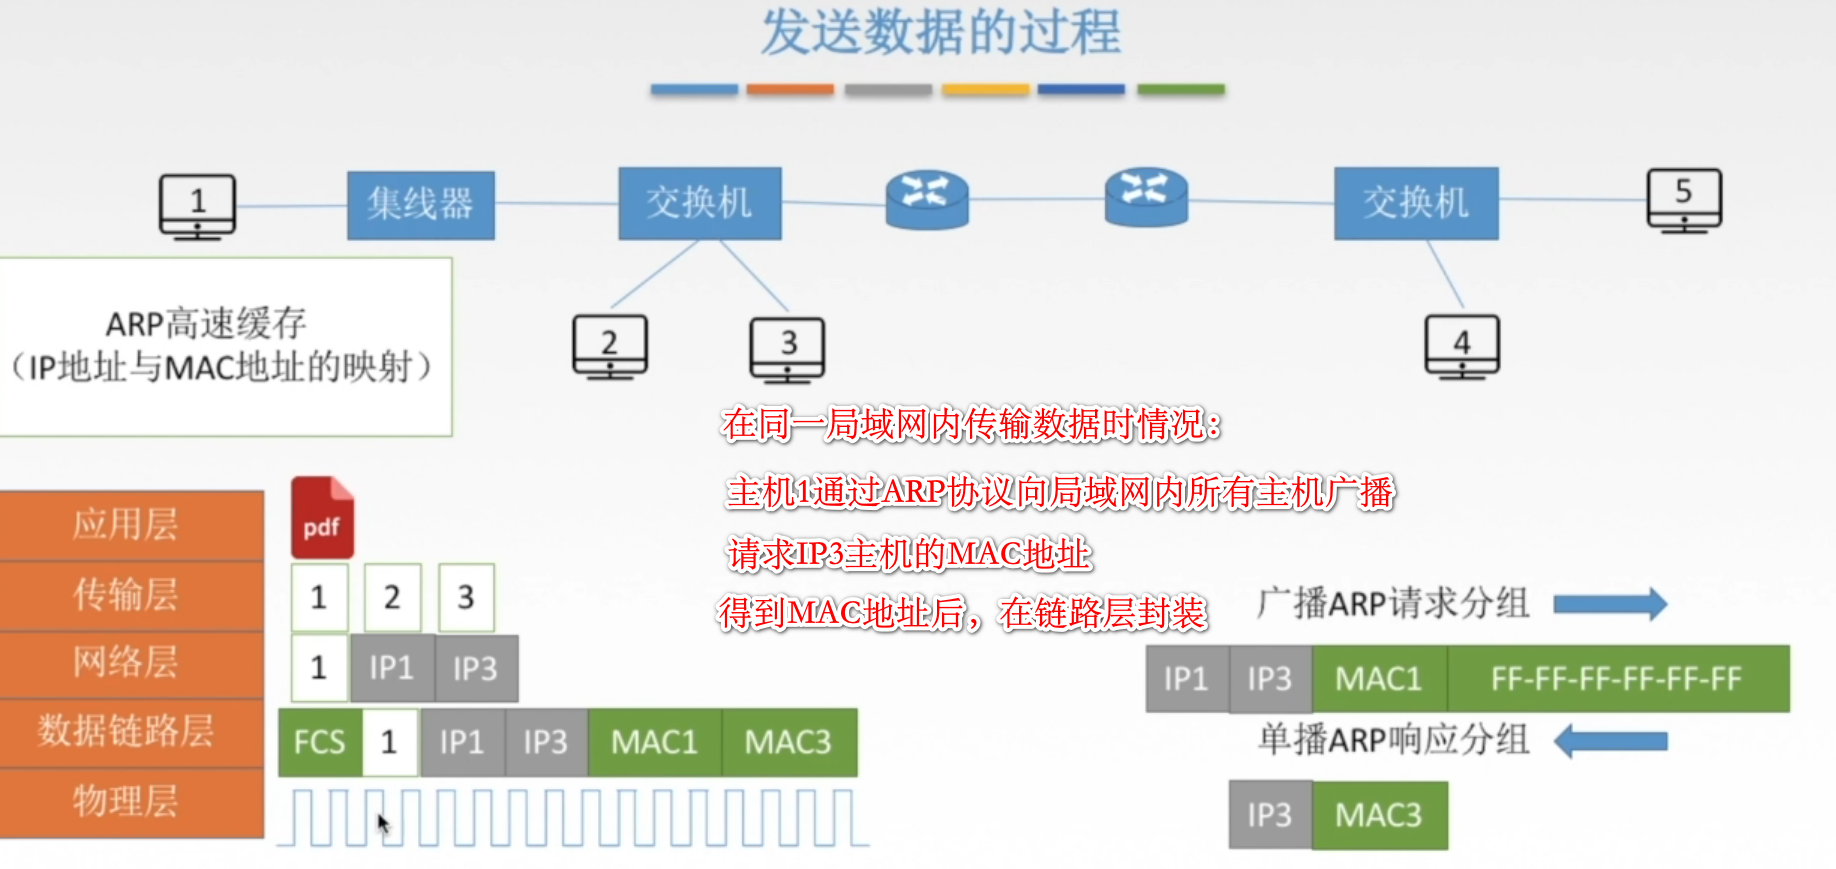 发送数据的过程
1
集线器
交换机
交换机
5
2
3
4
ARP高速缓存
（IP地址与MAC地址的映射）
在同一局域网内传输数据时情况：
主机1通过ARP协议向局域网内所有主机广播
请求IP3主机的MAC地址
得到MAC地址后，在链路层封装
应用层
pdf
传输层
1 2 3
网络层
1 IP1 IP3
数据链路层
FCS 1 IP1 IP3 MAC1 MAC3
物理层
广播ARP请求分组
IP1 IP3 MAC1 FF-FF-FF-FF-FF-FF
单播ARP响应分组
IP3 MAC3